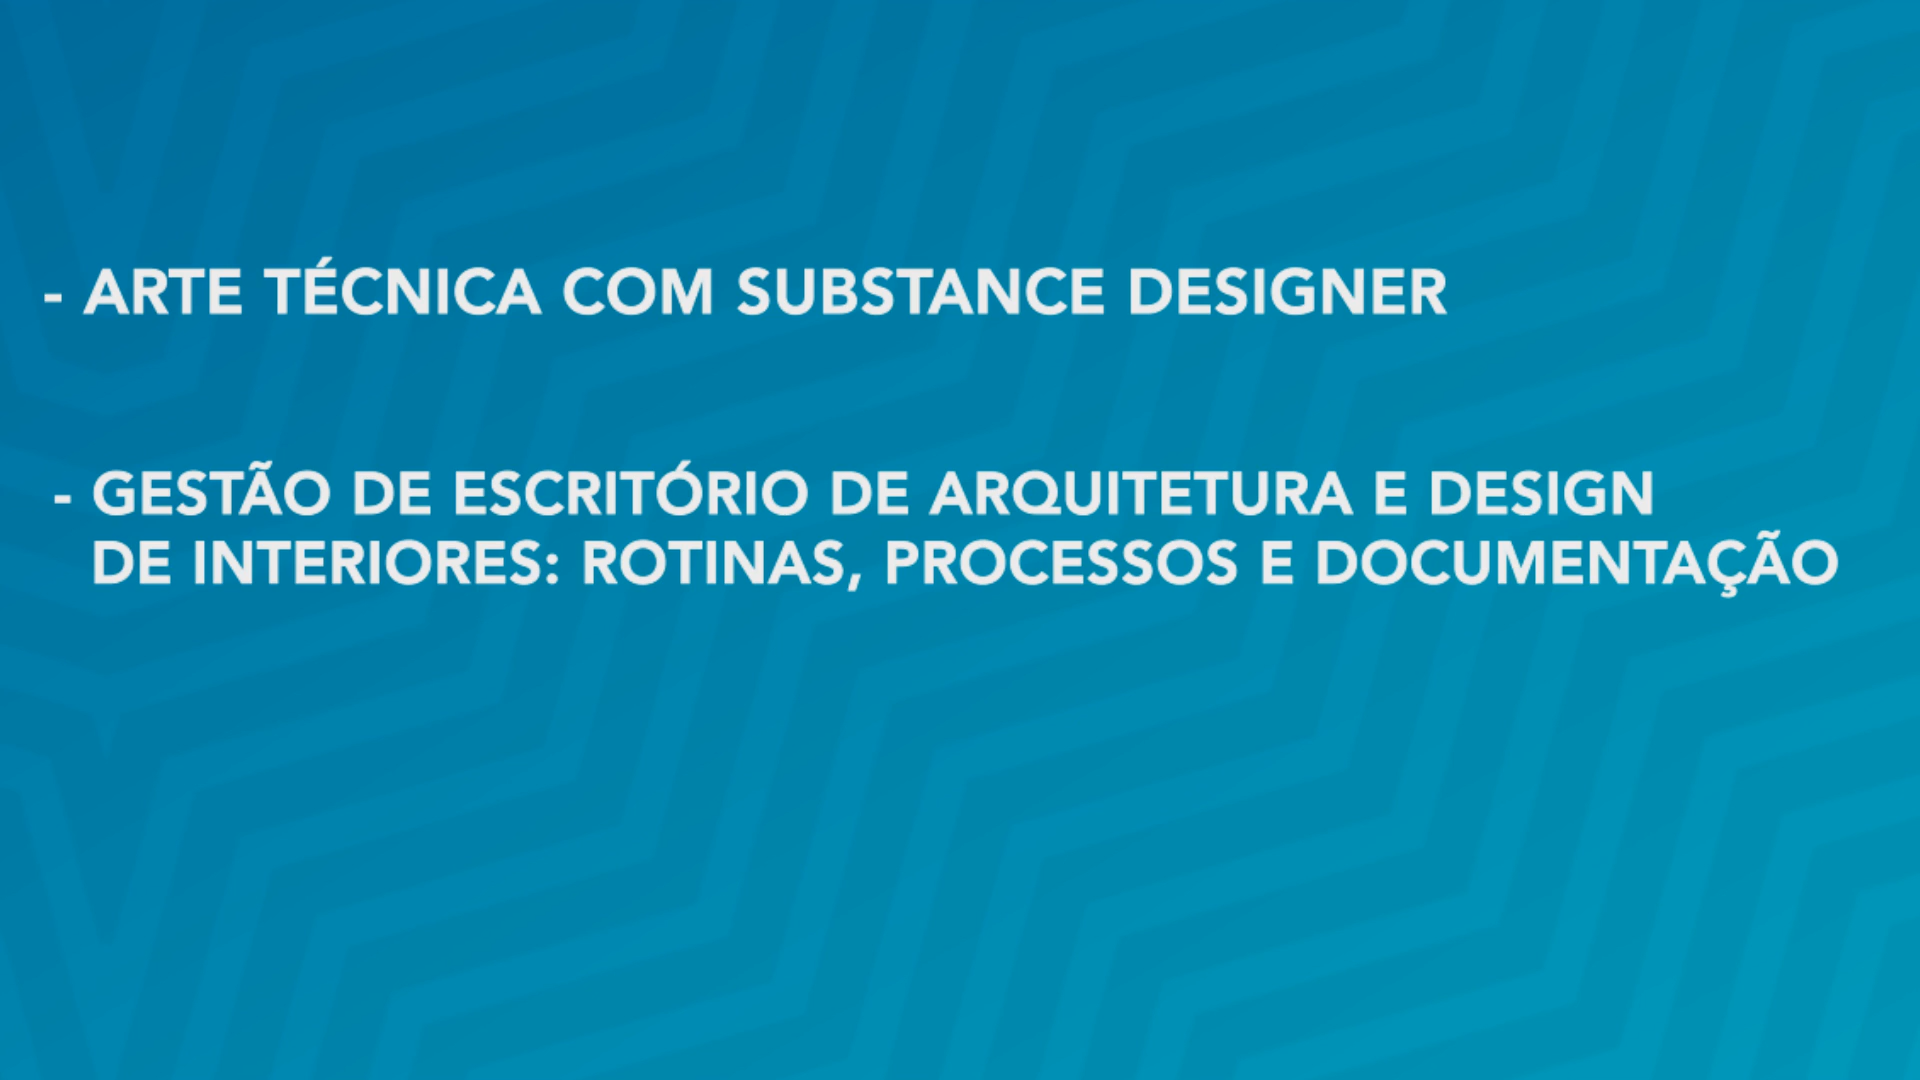 - ARTE TÉCNICA COM SUBSTANCE DESIGNER
- GESTÃO DE ESCRITÓRIO DE ARQUITETURA E DESIGN
DE INTERIORES: ROTINAS, PROCESSOS E DOCUMENTAÇÃO